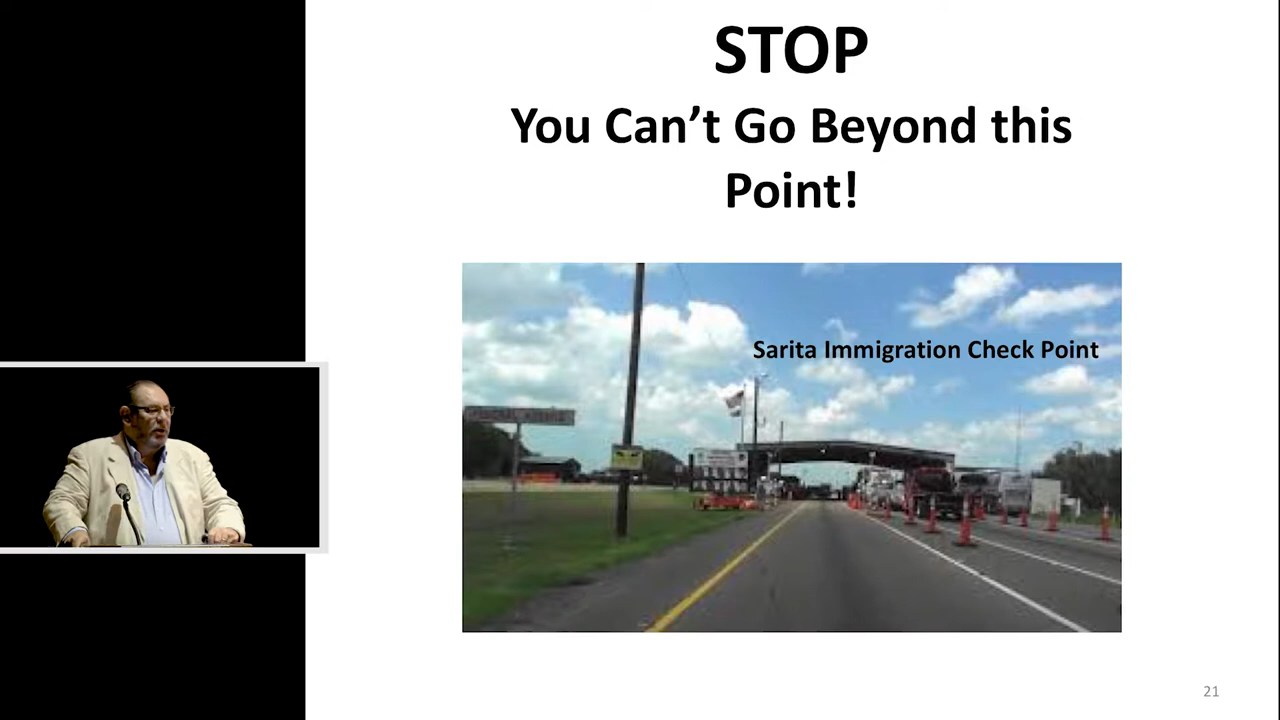 STOP
You Can’t Go Beyond this
Point!
Sarita Immigration Check Point
21